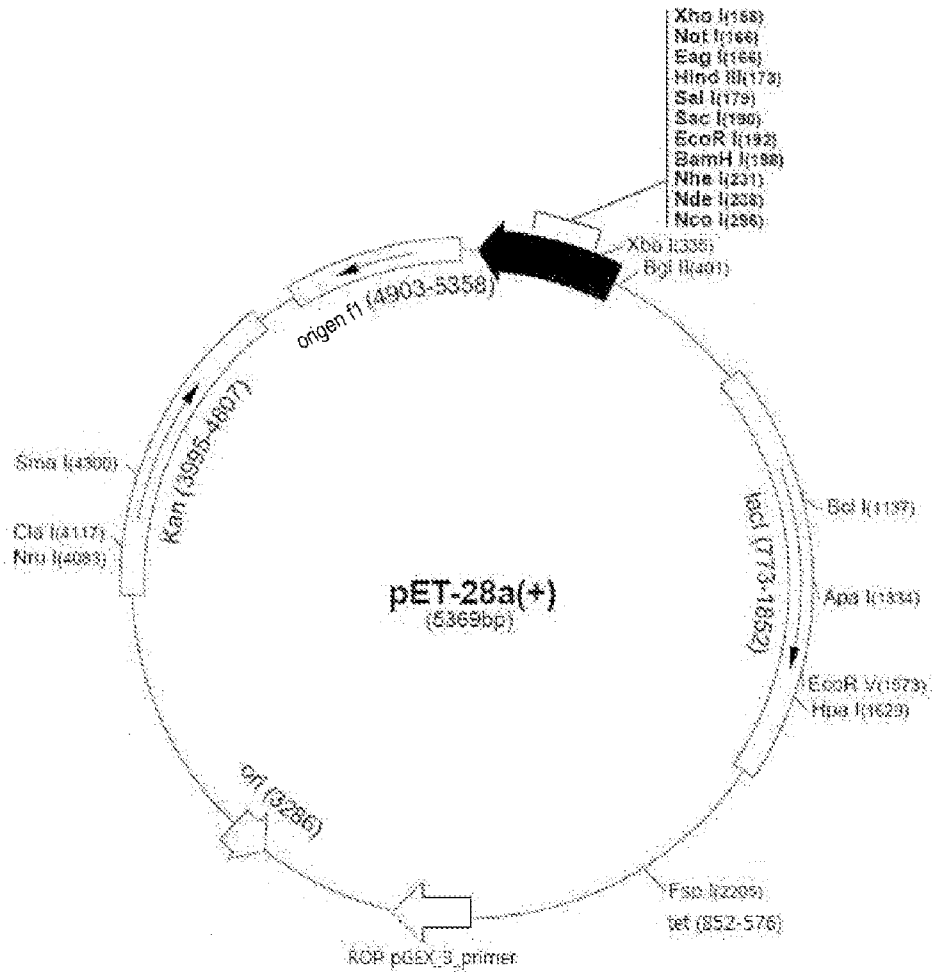 Xho I(158)
Not I(166)
Eag I(166)
Hind III(173)
Sal I(179)
Sac I(190)
EcoR I(192)
BamH I(198)
Nhe I(231)
Nde I(238)
Nco I(296)
Xba I(335)
Bgl II(401)
origen f1 (4903-5358)
Kan (3995-4807)
Sma I(4300)
Cla I(4117)
Nru I(4083)
lacI (773-1852)
Bcl I(1137)
Apa I(1334)
EcoR V(1573)
Hpa I(1629)
pET-28a(+)
(5369bp)
ori (3286)
Fsp I(2205)
tet (852-576)
ROP pGEX_3_primer